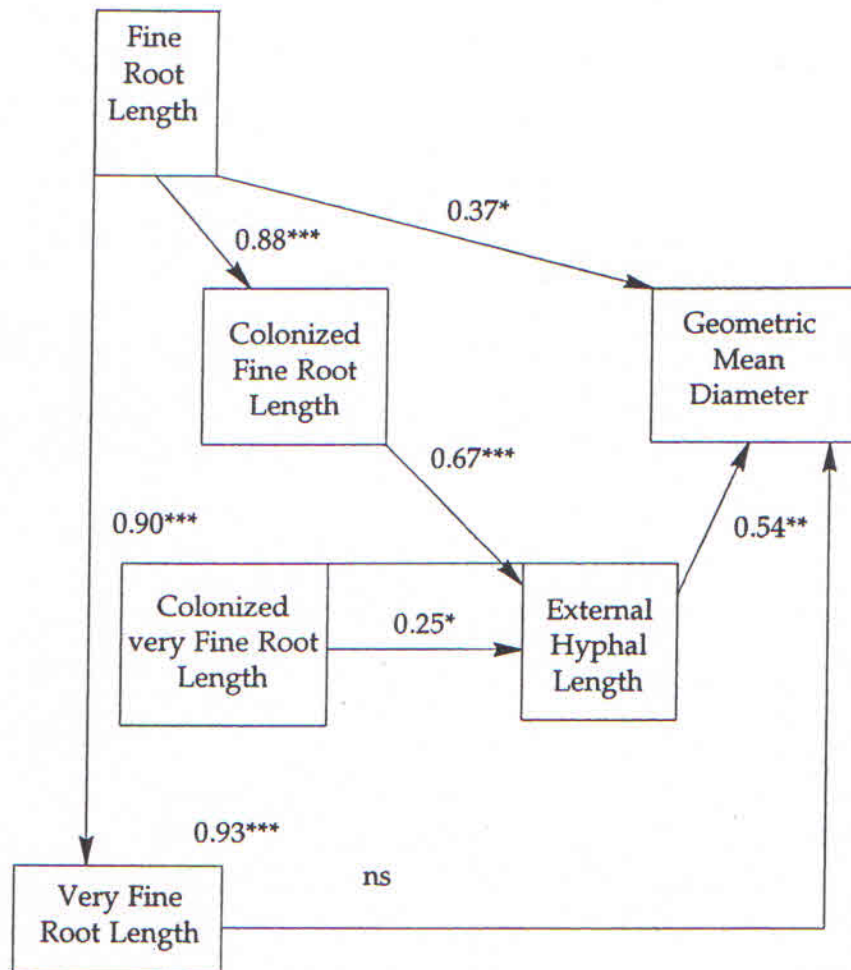 Fine
Root
Length
0.37*
0.88***
Colonized
Fine Root
Length
Geometric
Mean
Diameter
0.67***
0.90***
0.54**
Colonized
very Fine Root
Length
0.25*
External
Hyphal
Length
0.93***
ns
Very Fine
Root Length